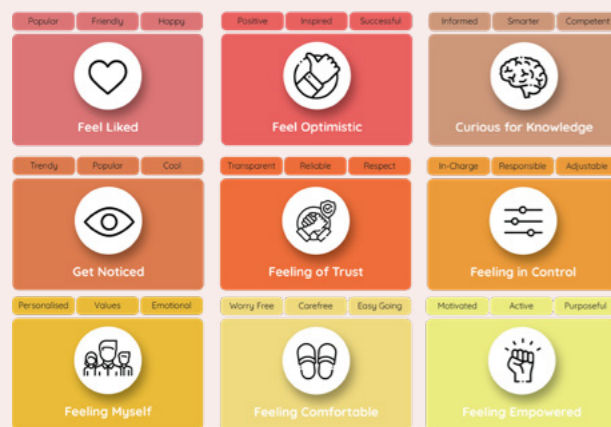 Popular Friendly Happy
Feel Liked
Positive Inspired Successful
Feel Optimistic
Informed Smarter Competent
Curious for Knowledge
Trendy Popular Cool
Get Noticed
Transparent Reliable Respect
Feeling of Trust
In-Charge Responsible Adjustable
Feeling in Control
Personalised Values Emotional
Feeling Myself
Worry Free Carefree Easy Going
Feeling Comfortable
Motivated Active Purposeful
Feeling Empowered